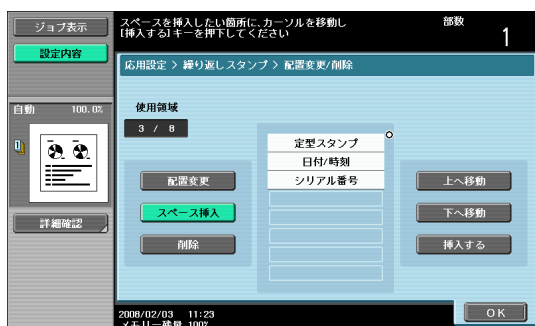 ジョブ表示
設定内容
スペースを挿入したい箇所に、カーソルを移動し
[挿入する]キーを押下してください
部数
1
応用設定 > 繰り返しスタンプ > 配置変更/削除
自動 100.0%
使用領域
3 / 8
定型スタンプ
日付/時刻
シリアル番号
配置変更
スペース挿入
削除
上へ移動
下へ移動
挿入する
詳細確認
OK
2008/02/03 11:23
メモリー残量 100%